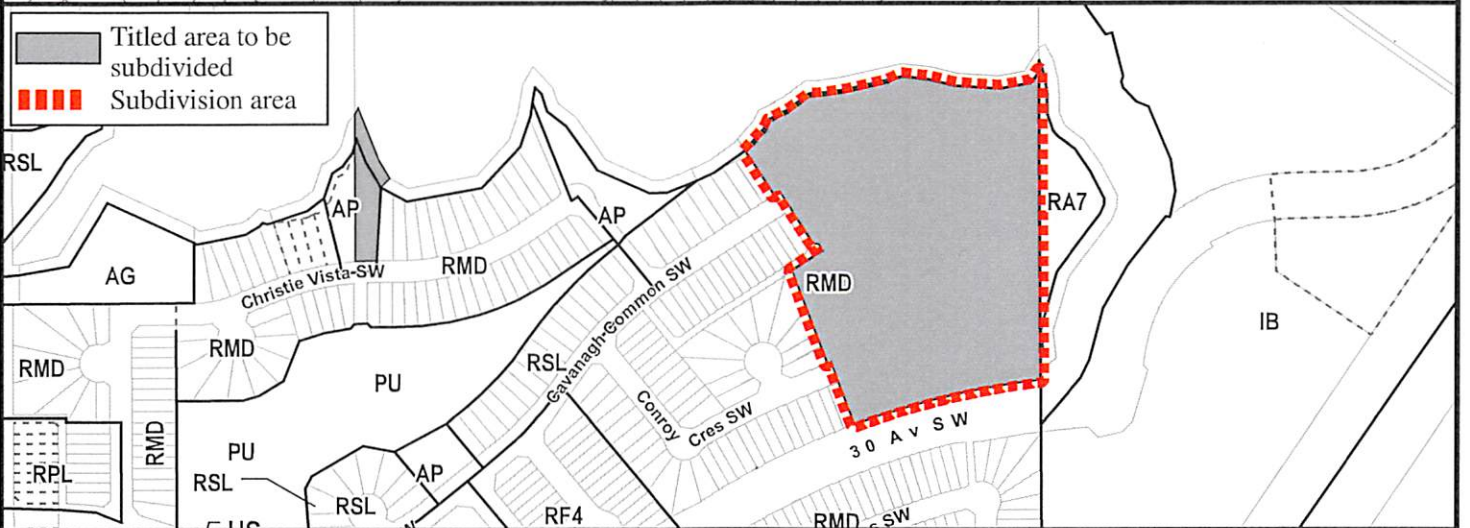 Titled area to be
subdivided
Subdivision area
RSL
AP
AP
RA7
AG
Christie Vista SW
RMD
RMD
IB
Cavanagh Common SW
RMD
RMD
RSL
PU
Conroy
Cres SW
30 Av SW
RMD
PU
RPL
RSL
AP
RSL
RF4
RMD
SW